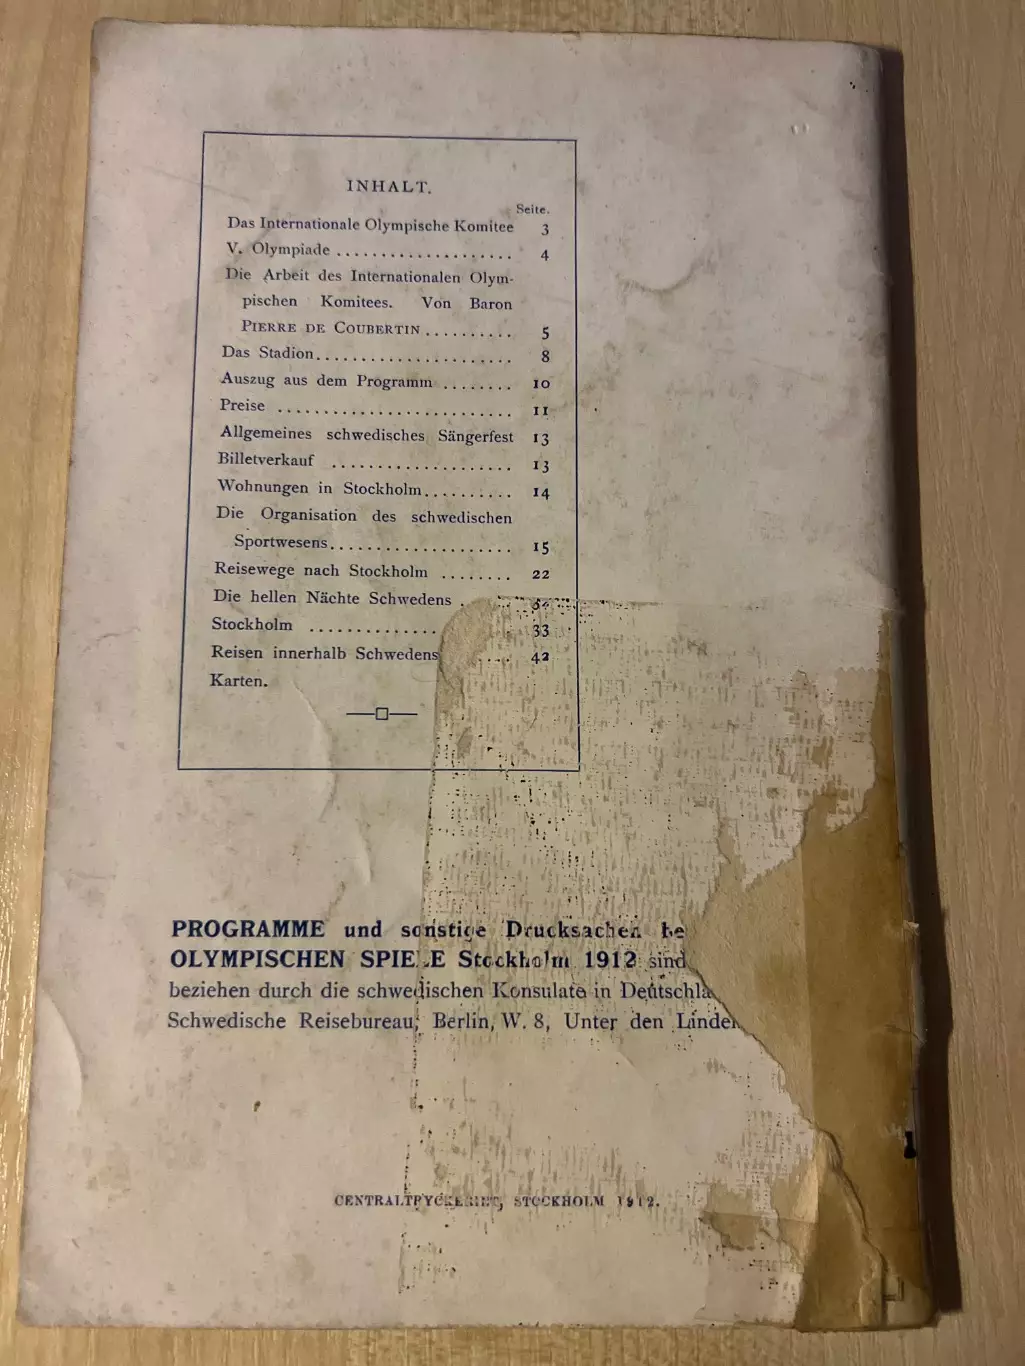 INHALT.
Seite.
Das Internationale Olympische Komitee 3
V. Olympiade .................... 4
Die Arbeit des Internationalen Olym-
pischen Komitees. Von Baron
PIERRE DE COUBERTIN .......... 5
Das Stadion...................... 8
Auszug aus dem Programm ........ 10
Preise .......................... 11
Allgemeines schwedisches Sängerfest 13
Billetverkauf .................... 13
Wohnungen in Stockholm.......... 14
Die Organisation des schwedischen
Sportwesens.................... 15
Reisewege nach Stockholm ........ 22
Die hellen Nächte Schwedens
Stockholm .............. 33
Reisen innerhalb Schwedens .... 42
Karten.
PROGRAMME und sonstige Drucksachen
OLYMPISCHEN SPIELE Stockholm 1912 sind
beziehen durch die schwedischen Konsulate in
Schwedische Reisebureau, Berlin, W. 8, Unter den
CENTRALTRYCKERIET, STOCKHOLM 1912.